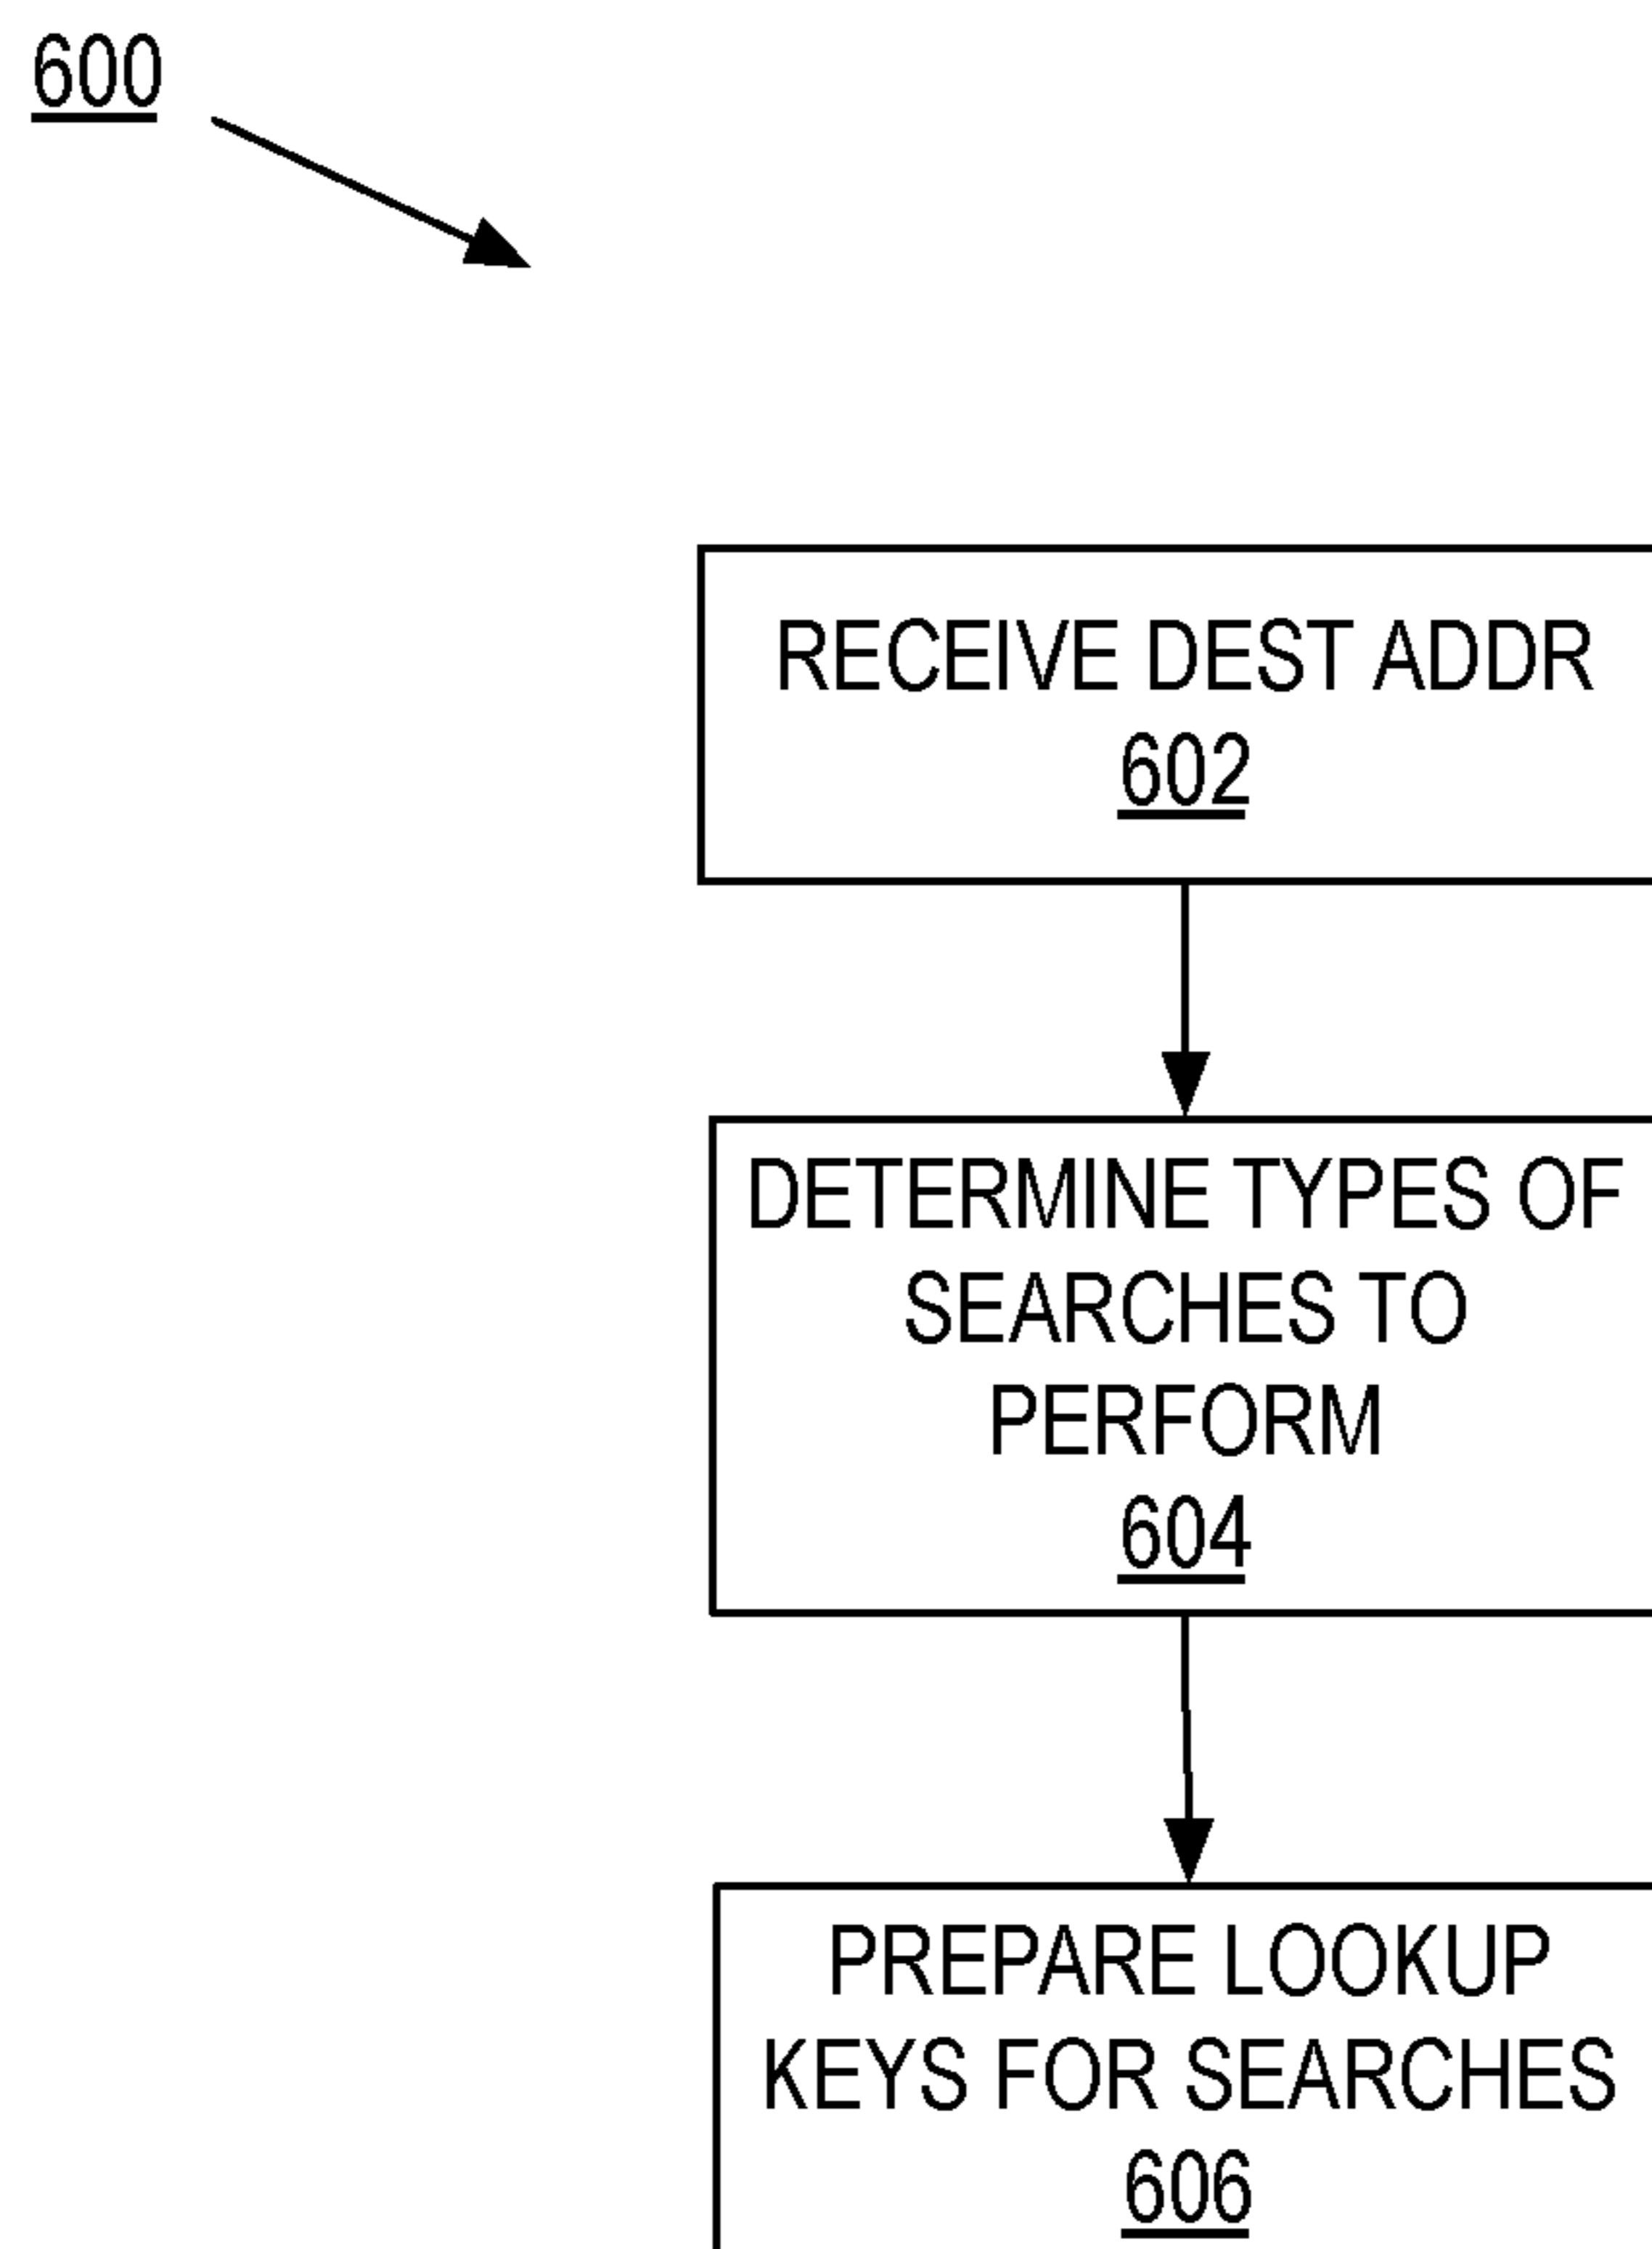 600
RECEIVE DEST ADDR
602
DETERMINE TYPES OF
SEARCHES TO
PERFORM
604
PREPARE LOOKUP
KEYS FOR SEARCHES
606